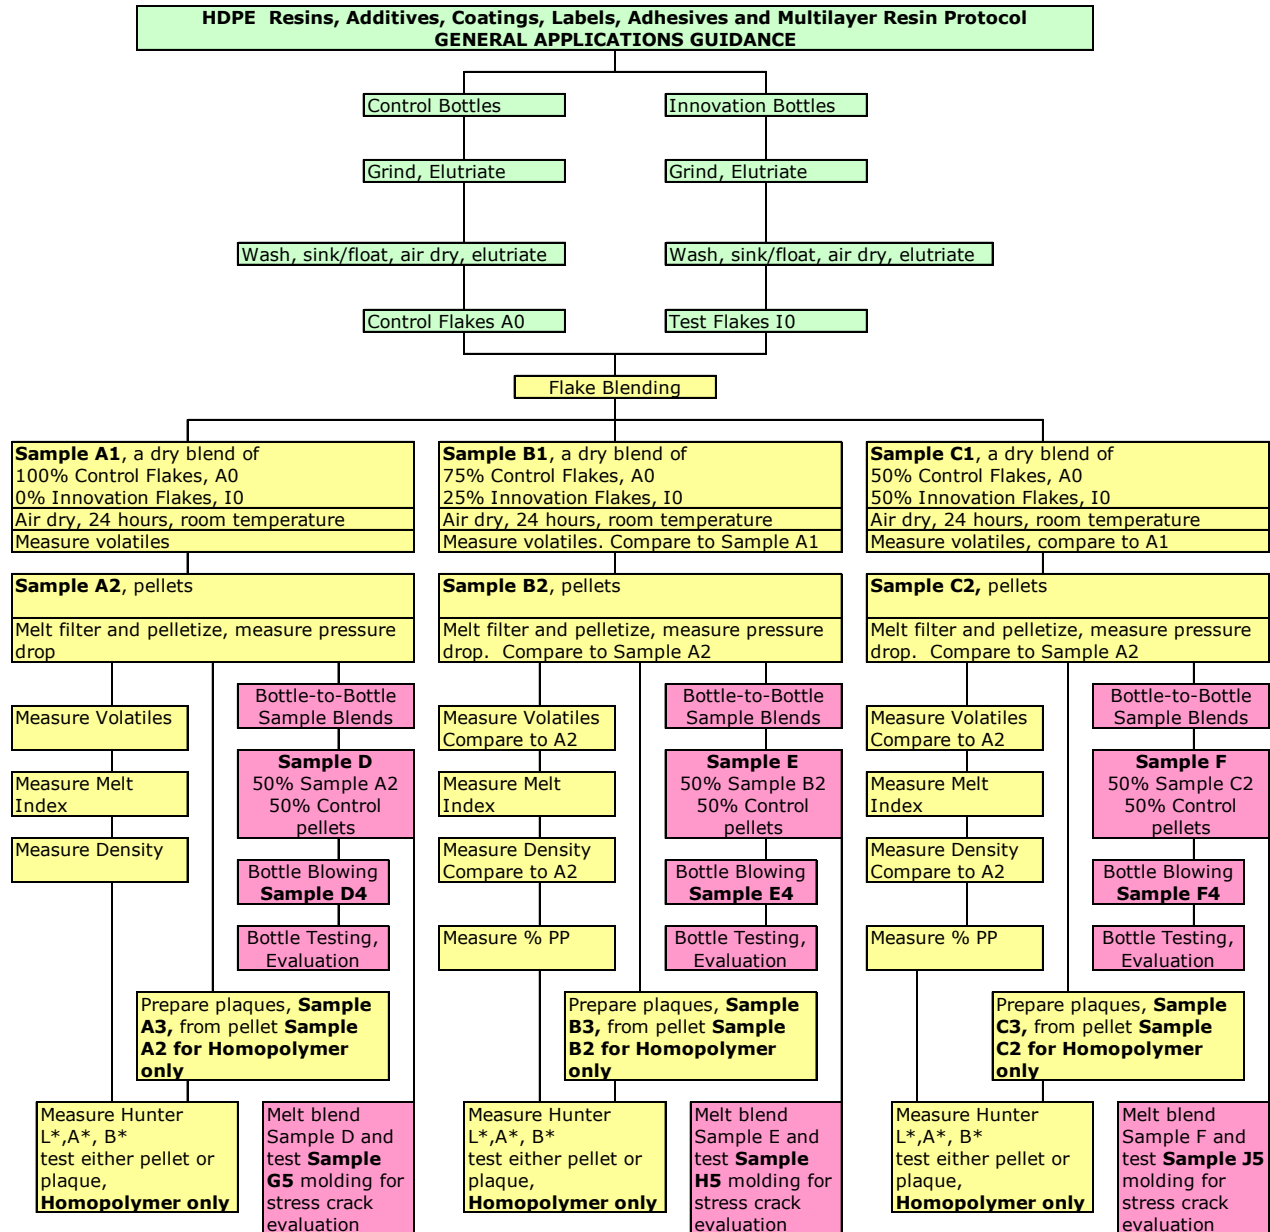 HDPE  Resins, Additives, Coatings, Labels, Adhesives and Multilayer Resin Protocol
GENERAL APPLICATIONS GUIDANCE
Control Bottles
Innovation Bottles
Grind, Elutriate
Grind, Elutriate
Wash, sink/float, air dry, elutriate
Wash, sink/float, air dry, elutriate
Control Flakes A0
Test Flakes I0
Flake Blending
Sample A1, a dry blend of
100% Control Flakes, A0
0% Innovation Flakes, I0
Air dry, 24 hours, room temperature
Measure volatiles
Sample B1, a dry blend of
75% Control Flakes, A0
25% Innovation Flakes, I0
Air dry, 24 hours, room temperature
Measure volatiles. Compare to Sample A1
Sample C1, a dry blend of
50% Control Flakes, A0
50% Innovation Flakes, I0
Air dry, 24 hours, room temperature
Measure volatiles, compare to A1
Sample A2, pellets
Melt filter and pelletize, measure pressure
drop
Sample B2, pellets
Melt filter and pelletize, measure pressure
drop.  Compare to Sample A2
Sample C2, pellets
Melt filter and pelletize, measure pressure
drop.  Compare to Sample A2
Measure Volatiles
Measure Melt
Index
Measure Density
Bottle-to-Bottle
Sample Blends
Sample D
50% Sample A2
50% Control
pellets
Bottle Blowing
Sample D4
Bottle Testing,
Evaluation
Prepare plaques, Sample
A3, from pellet Sample
A2 for Homopolymer
only
Measure Hunter
L*,A*, B*
test either pellet or
plaque,
Homopolymer only
Melt blend
Sample D and
test Sample
G5 molding for
stress crack
evaluation
Measure Volatiles
Compare to A2
Measure Melt
Index
Measure Density
Compare to A2
Measure % PP
Bottle-to-Bottle
Sample Blends
Sample E
50% Sample B2
50% Control
pellets
Bottle Blowing
Sample E4
Bottle Testing,
Evaluation
Prepare plaques, Sample
B3, from pellet Sample
B2 for Homopolymer
only
Measure Hunter
L*,A*, B*
test either pellet or
plaque,
Homopolymer only
Melt blend
Sample E and
test Sample
H5 molding for
stress crack
evaluation
Measure Volatiles
Compare to A2
Measure Melt
Index
Measure Density
Compare to A2
Measure % PP
Bottle-to-Bottle
Sample Blends
Sample F
50% Sample C2
50% Control
pellets
Bottle Blowing
Sample F4
Bottle Testing,
Evaluation
Prepare plaques, Sample
C3, from pellet Sample
C2 for Homopolymer
only
Measure Hunter
L*,A*, B*
test either pellet or
plaque,
Homopolymer only
Melt blend
Sample F and
test Sample J5
molding for
stress crack
evaluation